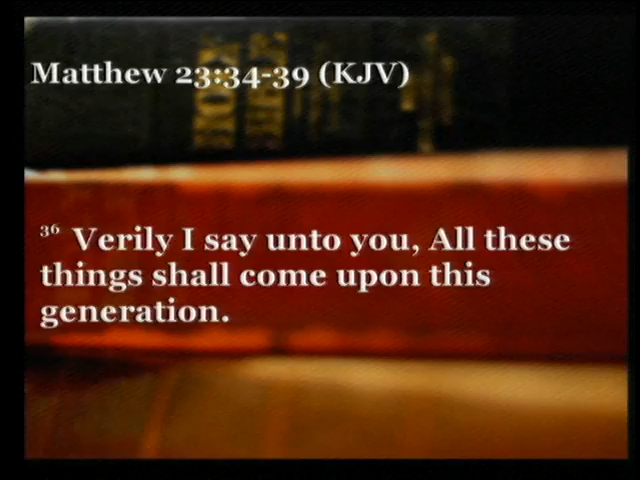 Matthew 23:34-39 (KJV)
36 Verily I say unto you, All these
things shall come upon this
generation.